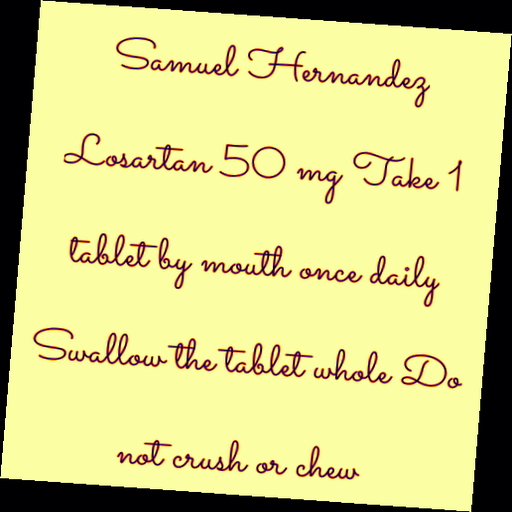 Samuel Hernandez
Losartan 50 mg Take 1
tablet by mouth once daily
Swallow the tablet whole Do
not crush or chew